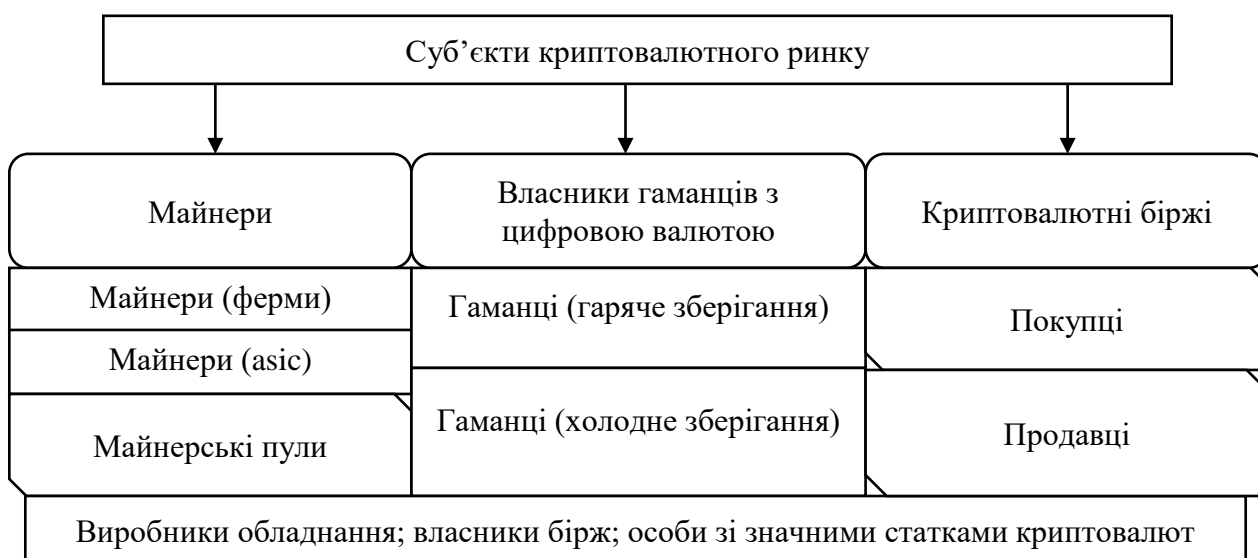 Суб’єкти криптовалютного ринку
Майнери
Власники гаманців з
цифровою валютою
Криптовалютні біржі
Майнери (ферми)
Гаманці (гаряче зберігання)
Покупці
Майнери (asic)
Гаманці (холодне зберігання)
Майнерські пули
Продавці
Виробники обладнання; власники бірж; особи зі значними статками криптовалют